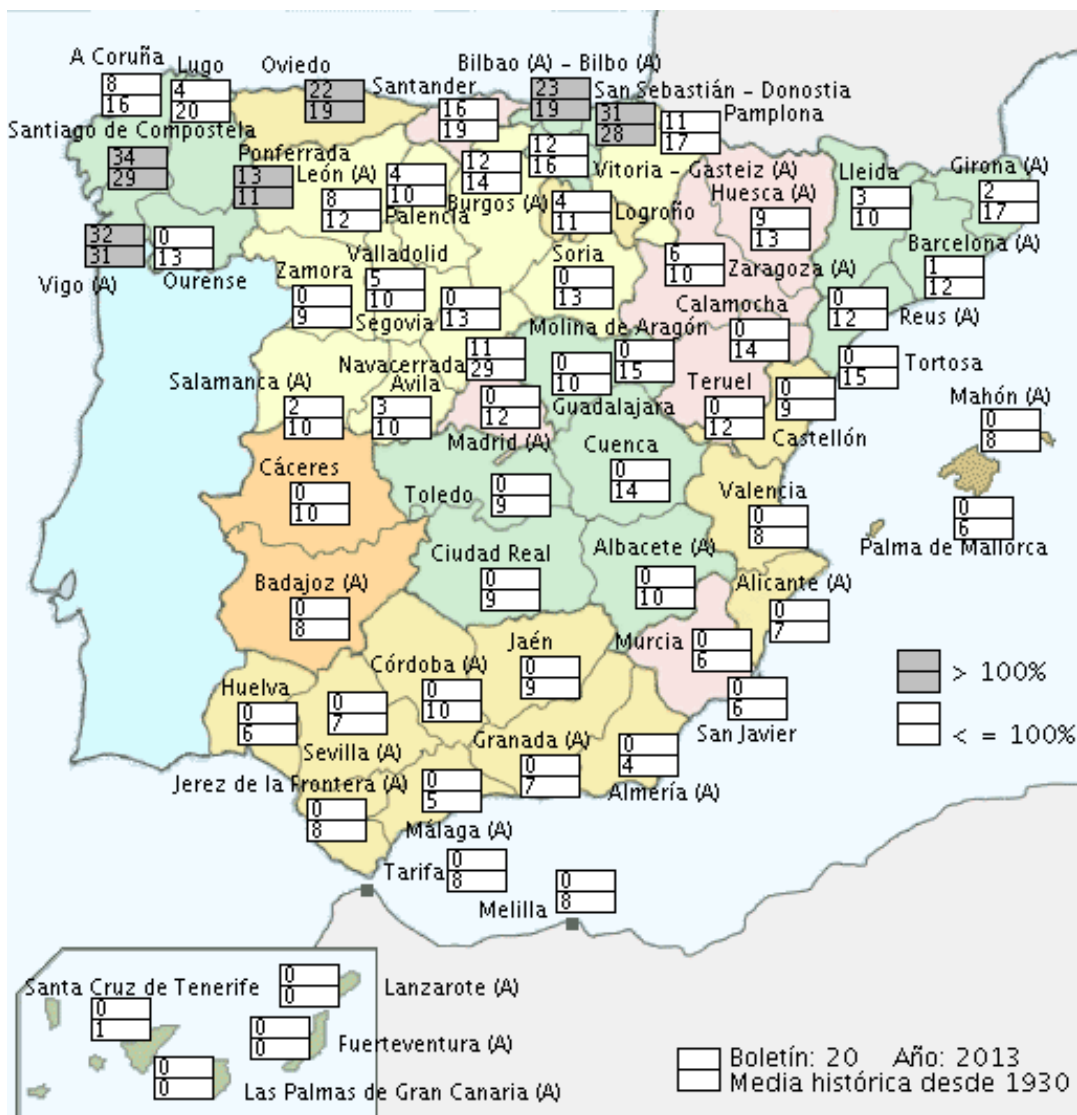 A Coruña
8
16
Lugo
4
20
Oviedo
22
19
Santander
16
19
Bilbao (A) - Bilbo (A)
23
19
San Sebastián - Donostia
31
28
Pamplona
11
17
Santiago de Compostela
34
29
Ponferrada
13
11
León (A)
8
12
Palencia
4
10
Burgos (A)
12
14
Vitoria - Gasteiz (A)
12
16
Logroño
4
11
Huesca (A)
9
13
Lleida
3
10
Girona (A)
2
17
Vigo (A)
32
31
Ourense
0
13
Zamora
0
9
Valladolid
5
10
Segovia
0
13
Soria
0
13
Zaragoza (A)
6
10
Barcelona (A)
1
12
Calamocha
0
14
Reus (A)
0
12
Tortosa
0
15
Navacerrada
11
29
Molina de Aragón
0
15
Salamanca (A)
2
10
Avila
3
10
Madrid (A)
0
12
Guadalajara
0
10
Teruel
0
12
Castellón
0
9
Mahón (A)
0
8
Cáceres
0
10
Toledo
0
9
Cuenca
0
14
Valencia
0
8
Palma de Mallorca
0
6
Badajoz (A)
0
8
Ciudad Real
0
9
Albacete (A)
0
10
Alicante (A)
0
7
Huelva
0
6
Sevilla (A)
0
7
Córdoba (A)
0
10
Jaén
0
9
Murcia
0
6
San Javier
0
6
> 100%
< = 100%
Jerez de la Frontera (A)
0
8
Málaga (A)
0
5
Granada (A)
0
7
Almería (A)
0
4
Tarifa
0
8
Melilla
0
8
Santa Cruz de Tenerife
0
1
Lanzarote (A)
0
0
Fuerteventura (A)
0
0
Las Palmas de Gran Canaria (A)
0
0
Boletín: 20 Año: 2013
Media histórica desde 1930